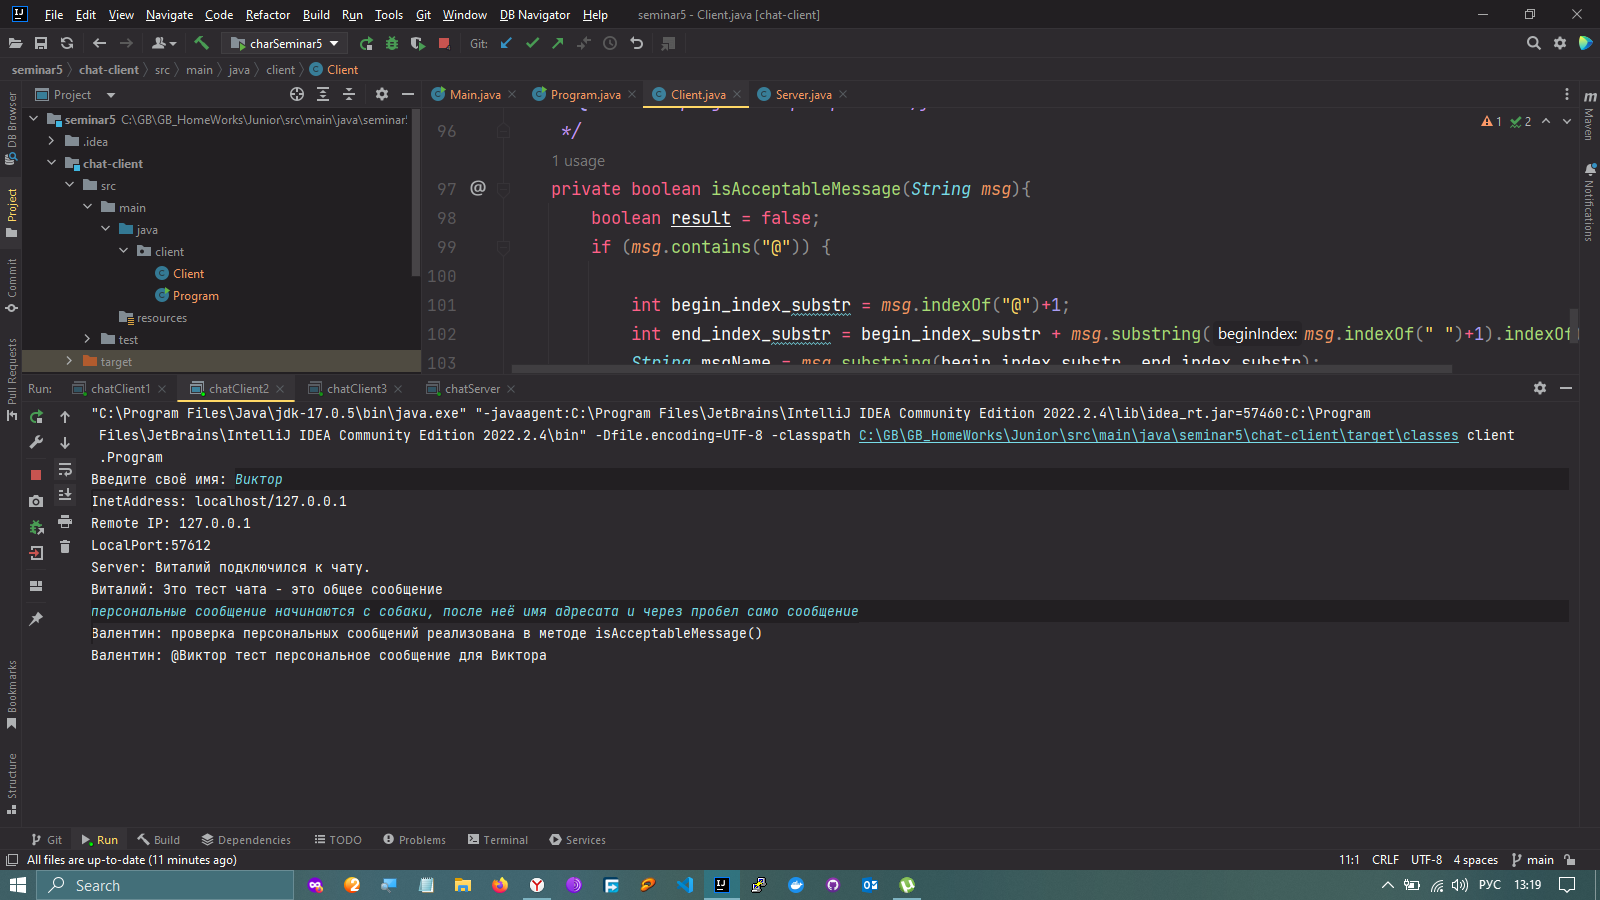 File Edit View Navigate Code Refactor Build Run Tools Git Window DB Navigator Help seminar5 - Client.java [chat-client]
charSeminar5 Git:
seminar5 chat-client src main java client Client
Project
Main.java Program.java Client.java Server.java
seminar5 C:\GB\GB_HomeWorks\Junior\src\main\java\seminar5
.idea
chat-client
src
main
java
client
Client
Program
resources
test
target
DB Browser
Project
Commit
Pull Requests
Bookmarks
Structure
Maven
Notifications
96 */
1 2
1 usage
97 @ private boolean isAcceptableMessage(String msg){
98 boolean result = false;
99 if (msg.contains("@")) {
100
101 int begin_index_substr = msg.indexOf("@")+1;
102 int end_index_substr = begin_index_substr + msg.substring( beginIndex: msg.indexOf(" ")+1).indexOf
103 String msgName = msg.substring(begin_index_substr, end_index_substr);
Run: chatClient1 chatClient2 chatClient3 chatServer
"C:\Program Files\Java\jdk-17.0.5\bin\java.exe" "-javaagent:C:\Program Files\JetBrains\IntelliJ IDEA Community Edition 2022.2.4\lib\idea_rt.jar=57460:C:\Program
Files\JetBrains\IntelliJ IDEA Community Edition 2022.2.4\bin" -Dfile.encoding=UTF-8 -classpath C:\GB\GB_HomeWorks\Junior\src\main\java\seminar5\chat-client\target\classes client
.Program
Введите своё имя: Виктор
InetAddress: localhost/127.0.0.1
Remote IP: 127.0.0.1
LocalPort:57612
Server: Виталий подключился к чату.
Виталий: Это тест чата - это общее сообщение
персональные сообщение начинаются с собаки, после неё имя адресата и через пробел само сообщение
Валентин: проверка персональных сообщений реализована в методе isAcceptableMessage()
Валентин: @Виктор тест персональное сообщение для Виктора
Git Run Build Dependencies TODO Problems Terminal Services
All files are up-to-date (11 minutes ago) 11:1 CRLF UTF-8 4 spaces main
Search РУС 13:19